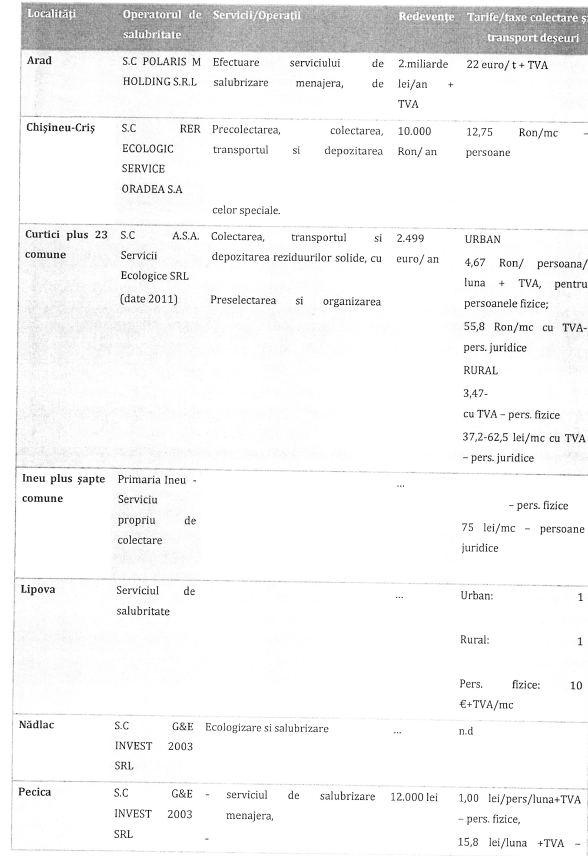 Localități Operatorul de salubritate Servicii/Operații Redevențe Tarife/taxe colectare transport deșeuri
Arad S.C POLARIS M Efectuare serviciului de 2.miliarde 22 euro/ t + TVA
HOLDING S.R.L salubrizare menajera, de lei/an +
TVA
Chișineu-Criș S.C RER Precolectarea, colectarea, 10.000 12,75 Ron/mc –
ECOLOGIC transportul si depozitarea Ron/ an persoane
SERVICE
ORADEA S.A
celor speciale.
Curtici plus 23 S.C A.S.A. Colectarea, transportul si 2.499 URBAN
comune Servicii depozitarea reziduurilor solide, cu euro/ an 4,67 Ron/ persoana/
Ecologice SRL luna + TVA, pentru
(date 2011) Preselectarea si organizarea persoanele fizice;
55,8 Ron/mc cu TVA-
pers. juridice
RURAL
3,47-
cu TVA – pers. fizice
37,2-62,5 lei/mc cu TVA
– pers. juridice
Ineu plus șapte Primaria Ineu - ...
comune Serviciu – pers. fizice
propriu de 75 lei/mc – persoane
colectare juridice
Lipova Serviciul de ... Urban: 1
salubritate
Rural: 1
Pers. fizice: 10
€+TVA/mc
Nădlac S.C G&E Ecologizare si salubrizare ... n.d
INVEST 2003
SRL
Pecica S.C G&E - serviciul de salubrizare 12.000 lei 1,00 lei/pers/luna+TVA
INVEST 2003 menajera, – pers. fizice,
SRL - 15,8 lei/luna +TVA –